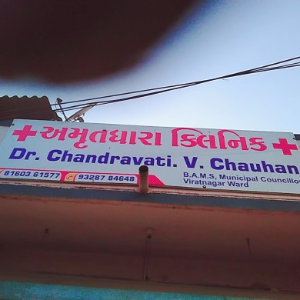 અમૃતધારા ક્લિનિક
Dr. Chandravati. V. Chauhan
B.A.M.S, Municipal Councillor
81603 61577 93287 84648 Viratnagar Ward